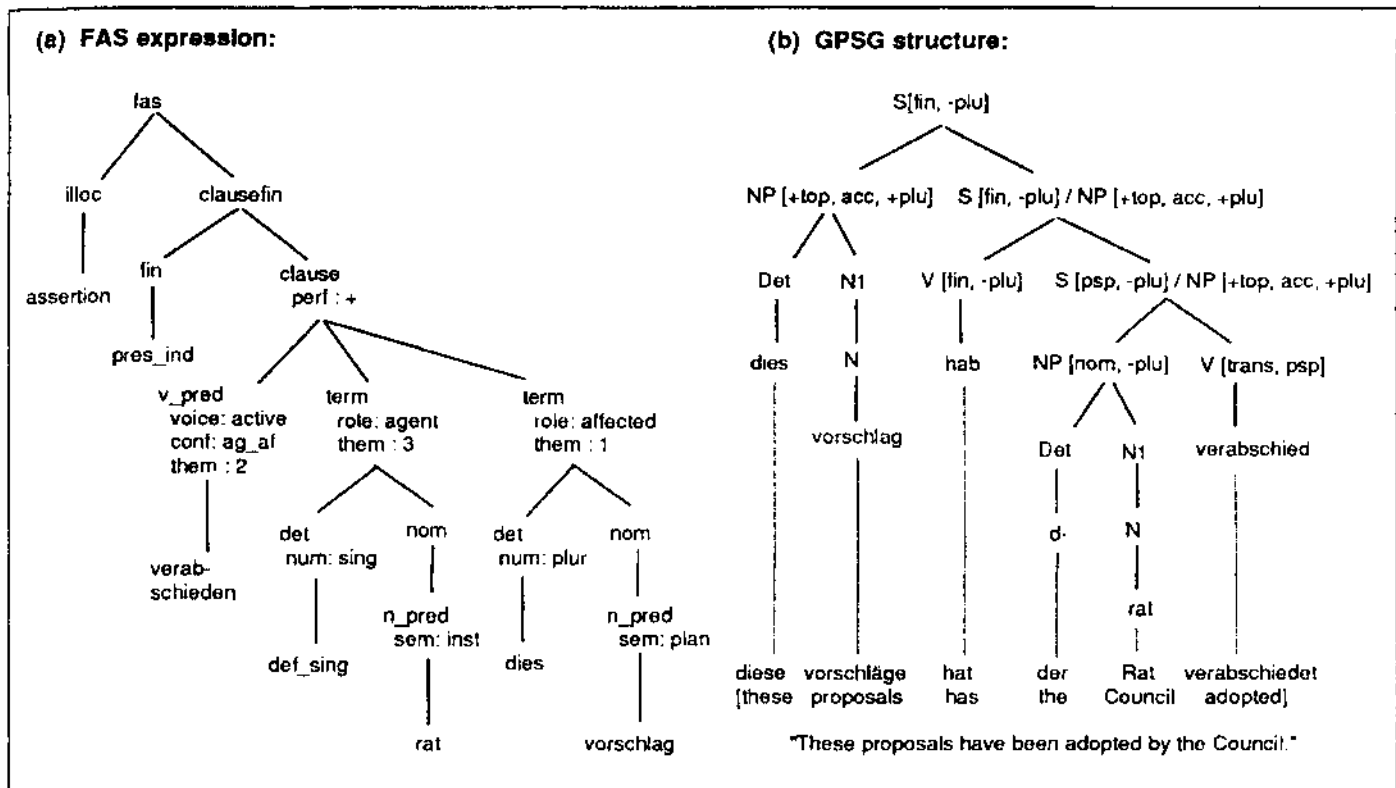 (a) FAS expression:
fas
illoc clausefin
fin clause
perf : +
assertion
pres_ind
v_pred term term
voice: active role: agent role: affected
conf: ag_af them : 3 them : 1
them : 2
det nom det nom
num: sing num: plur
verab-
schieden
n_pred n_pred
sem: inst sem: plan
def_sing dies
rat vorschlag
(b) GPSG structure:
S[fin, -plu]
NP [+top, acc, +plu] S [fin, -plu] / NP [+top, acc, +plu]
Det N1 V [fin, -plu] S [psp, -plu] / NP [+top, acc, +plu]
dies N hab NP [nom, -plu] V [trans, psp]
vorschlag Det N1 verabschied
d- N
rat
diese vorschläge hat der Rat verabschiedet
[these proposals has the Council adopted]
"These proposals have been adopted by the Council."